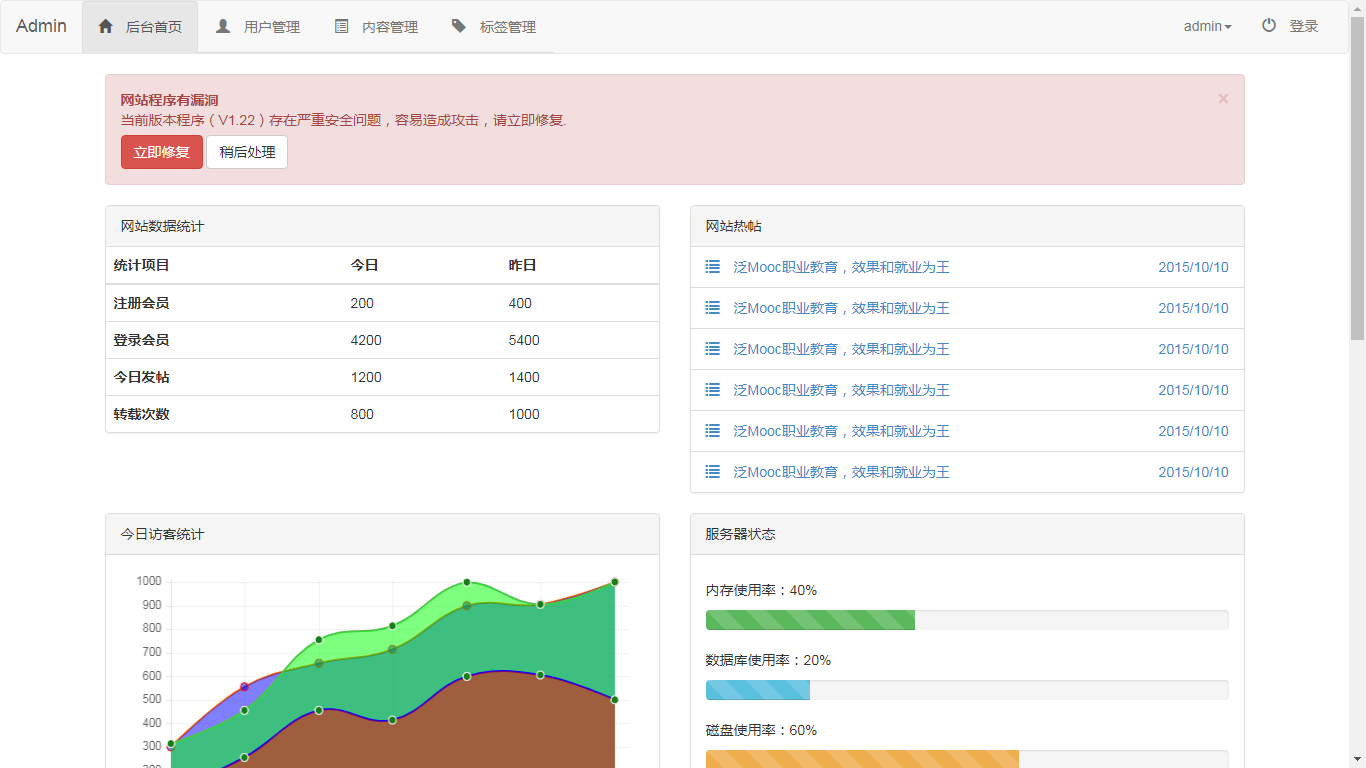 Admin 后台首页 用户管理 内容管理 标签管理 admin 登录
×
网站程序有漏洞
当前版本程序（V1.22）存在严重安全问题，容易造成攻击，请立即修复.
立即修复 稍后处理
网站数据统计
统计项目 今日 昨日
注册会员 200 400
登录会员 4200 5400
今日发帖 1200 1400
转载次数 800 1000
网站热帖
泛Mooc职业教育，效果和就业为王 2015/10/10
泛Mooc职业教育，效果和就业为王 2015/10/10
泛Mooc职业教育，效果和就业为王 2015/10/10
泛Mooc职业教育，效果和就业为王 2015/10/10
泛Mooc职业教育，效果和就业为王 2015/10/10
泛Mooc职业教育，效果和就业为王 2015/10/10
今日访客统计
1000
900
800
700
600
500
400
300
200
服务器状态
内存使用率：40%
数据库使用率：20%
磁盘使用率：60%